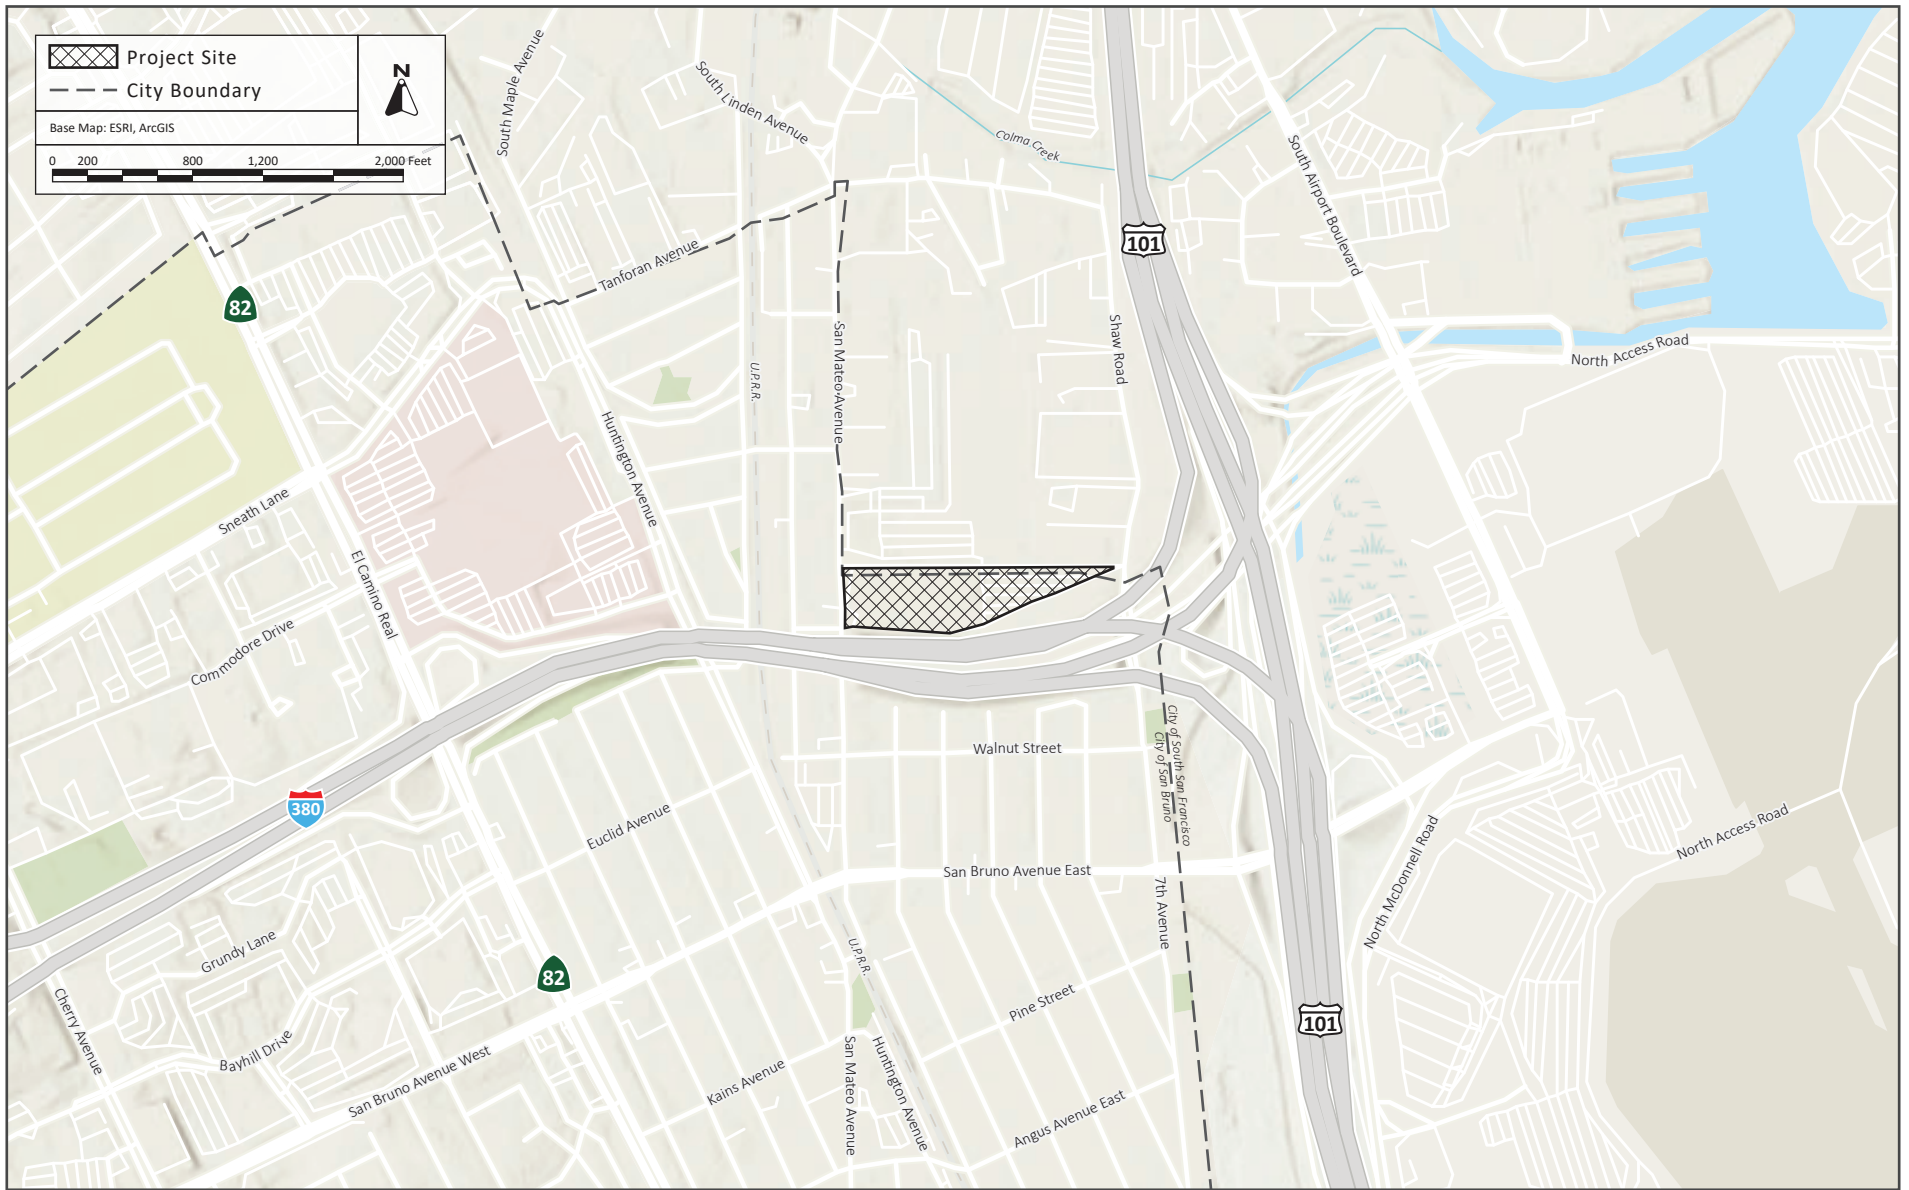 Project Site
City Boundary
N
Base Map: ESRI, ArcGIS
0 200 800 1,200 2,000 Feet
South Maple Avenue
South Linden Avenue
Colma Creek
South Airport Boulevard
101
Tanforan Avenue
82
San Mateo Avenue
Shaw Road
North Access Road
U.P.R.R.
Huntington Avenue
Sneath Lane
El Camino Real
Commodore Drive
City of South San Francisco
City of San Bruno
Walnut Street
380
Euclid Avenue
San Bruno Avenue East
North Access Road
North McDonnell Road
7th Avenue
Grundy Lane
U.P.R.R.
82
Pine Street
101
Cherry Avenue
Bayhill Drive
San Bruno Avenue West
Kains Avenue
San Mateo Avenue
Huntington Avenue
Angus Avenue East